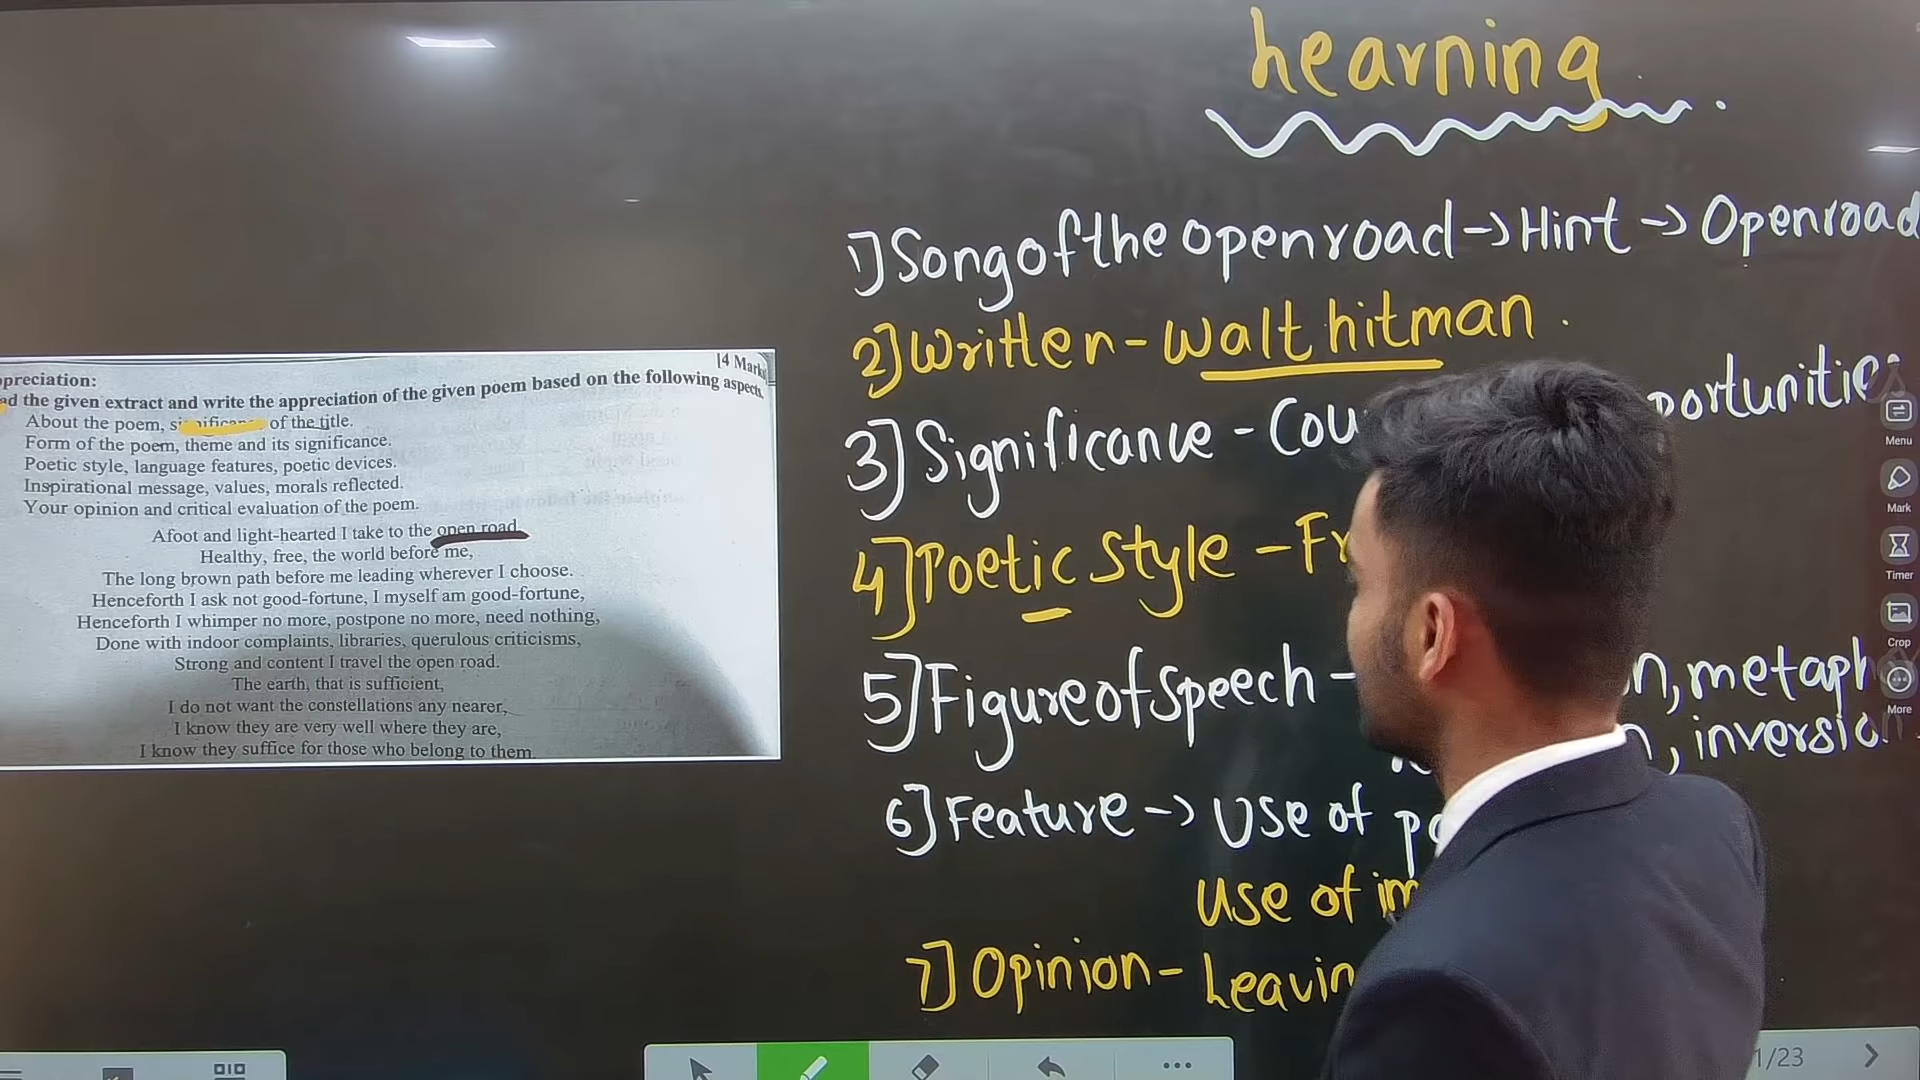 hearning
1] Song of the open road → Hint → Openroad
2] Written - Walt hitman.
3] Significance - Cou portunities
4] Poetic Style - Fr
5] Figure of Speech - n, metaph
n, inversion
6] Feature → Use of po
Use of im
7] Opinion - Leavin
[4 Mark
preciation:
ad the given extract and write the appreciation of the given poem based on the following aspects.
About the poem, significance of the title.
Form of the poem, theme and its significance.
Poetic style, language features, poetic devices.
Inspirational message, values, morals reflected.
Your opinion and critical evaluation of the poem.
Afoot and light-hearted I take to the open road
Healthy, free, the world before me,
The long brown path before me leading wherever I choose.
Henceforth I ask not good-fortune, I myself am good-fortune,
Henceforth I whimper no more, postpone no more, need nothing,
Done with indoor complaints, libraries, querulous criticisms,
Strong and content I travel the open road.
The earth, that is sufficient,
I do not want the constellations any nearer,
I know they are very well where they are,
I know they suffice for those who belong to them.
Menu
Mark
Timer
Crop
More
1/23